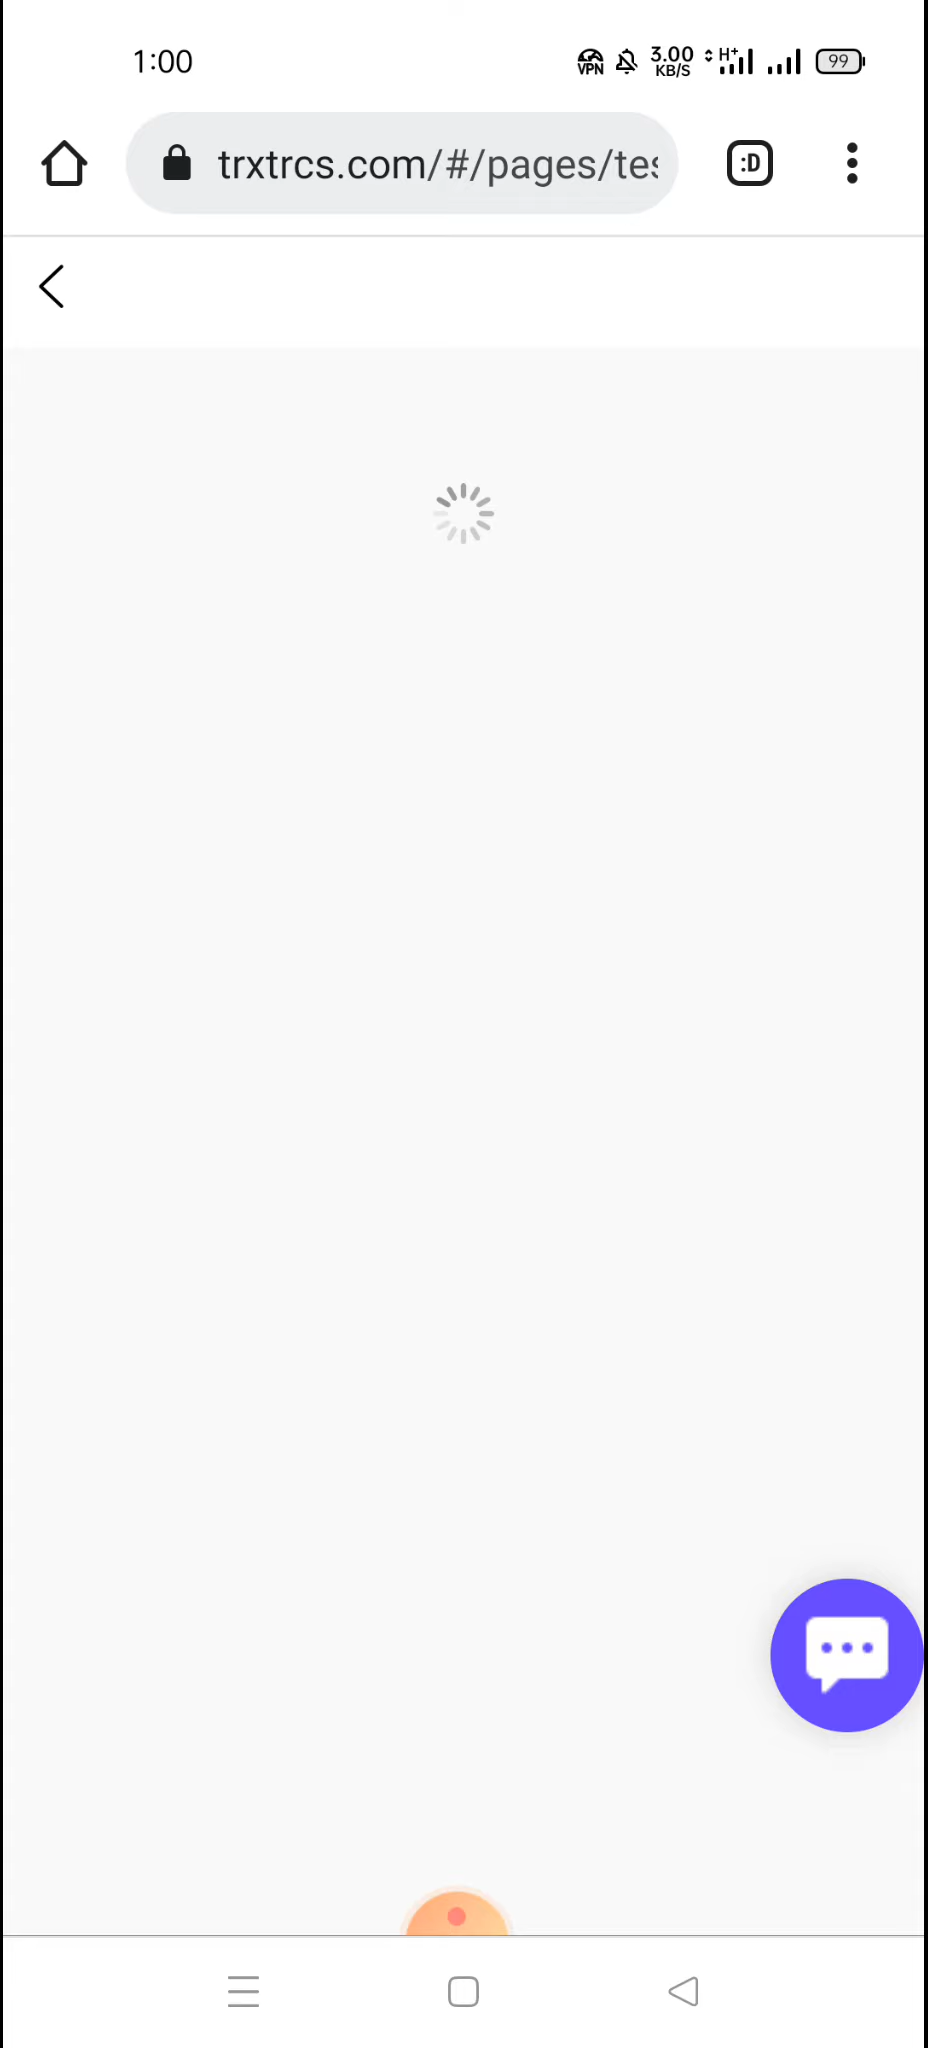 1:00
VPN
3.00
KB/S
H+
99
trxtrcs.com/#/pages/tes
:D